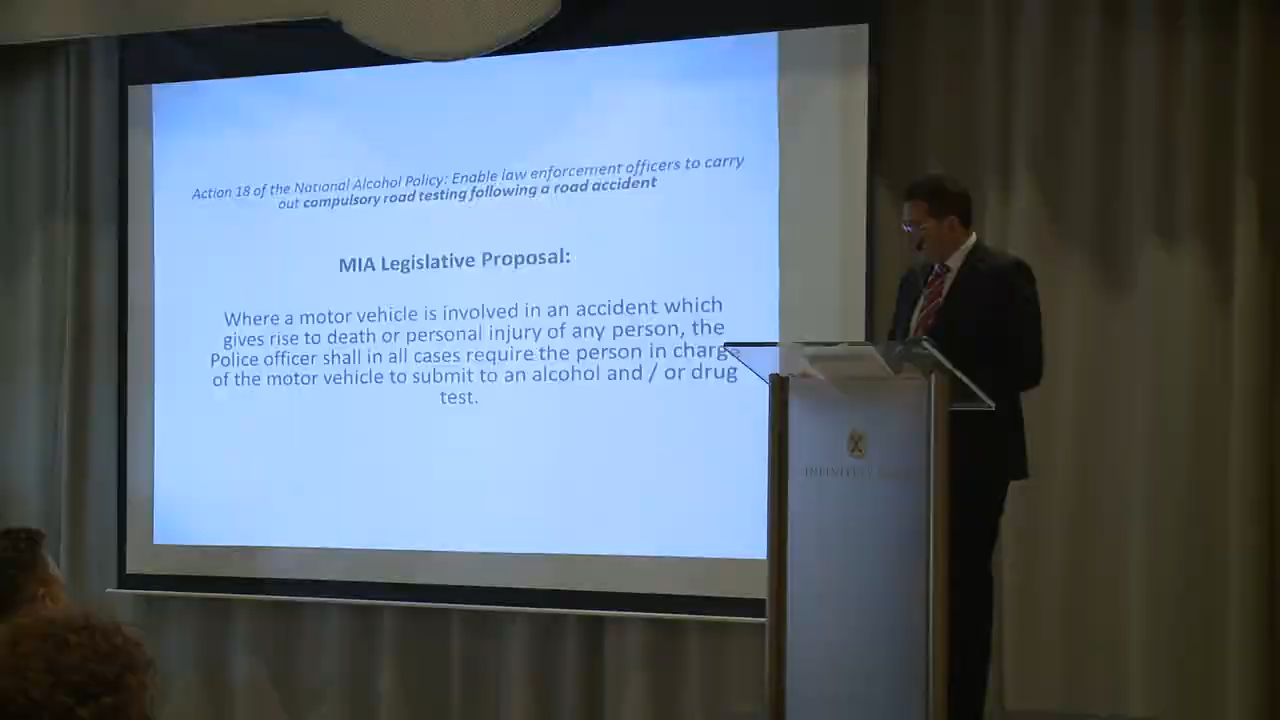 Action 18 of the National Alcohol Policy: Enable law enforcement officers to carry
out compulsory road testing following a road accident
MIA Legislative Proposal:
Where a motor vehicle is involved in an accident which
gives rise to death or personal injury of any person, the
Police officer shall in all cases require the person in charge
of the motor vehicle to submit to an alcohol and / or drug
test.